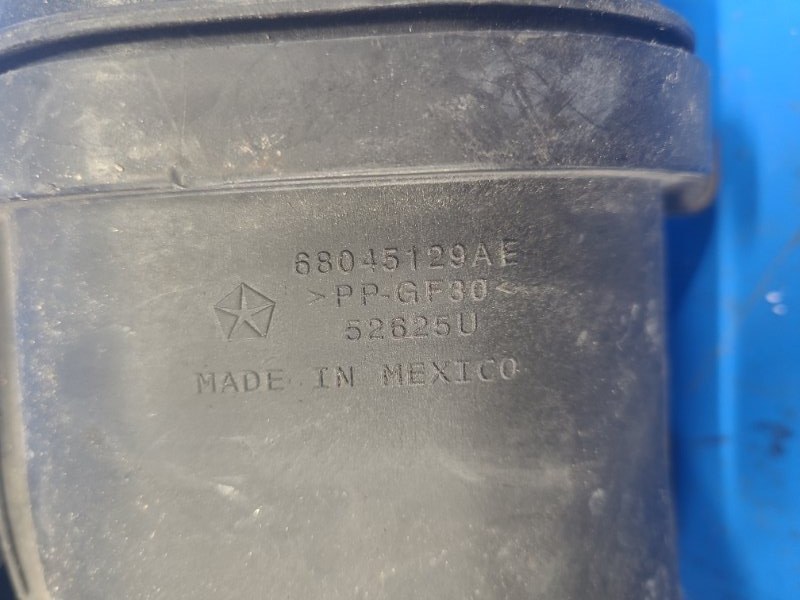 68045129AE
>PP-GF30<
52625U
MADE IN MEXICO